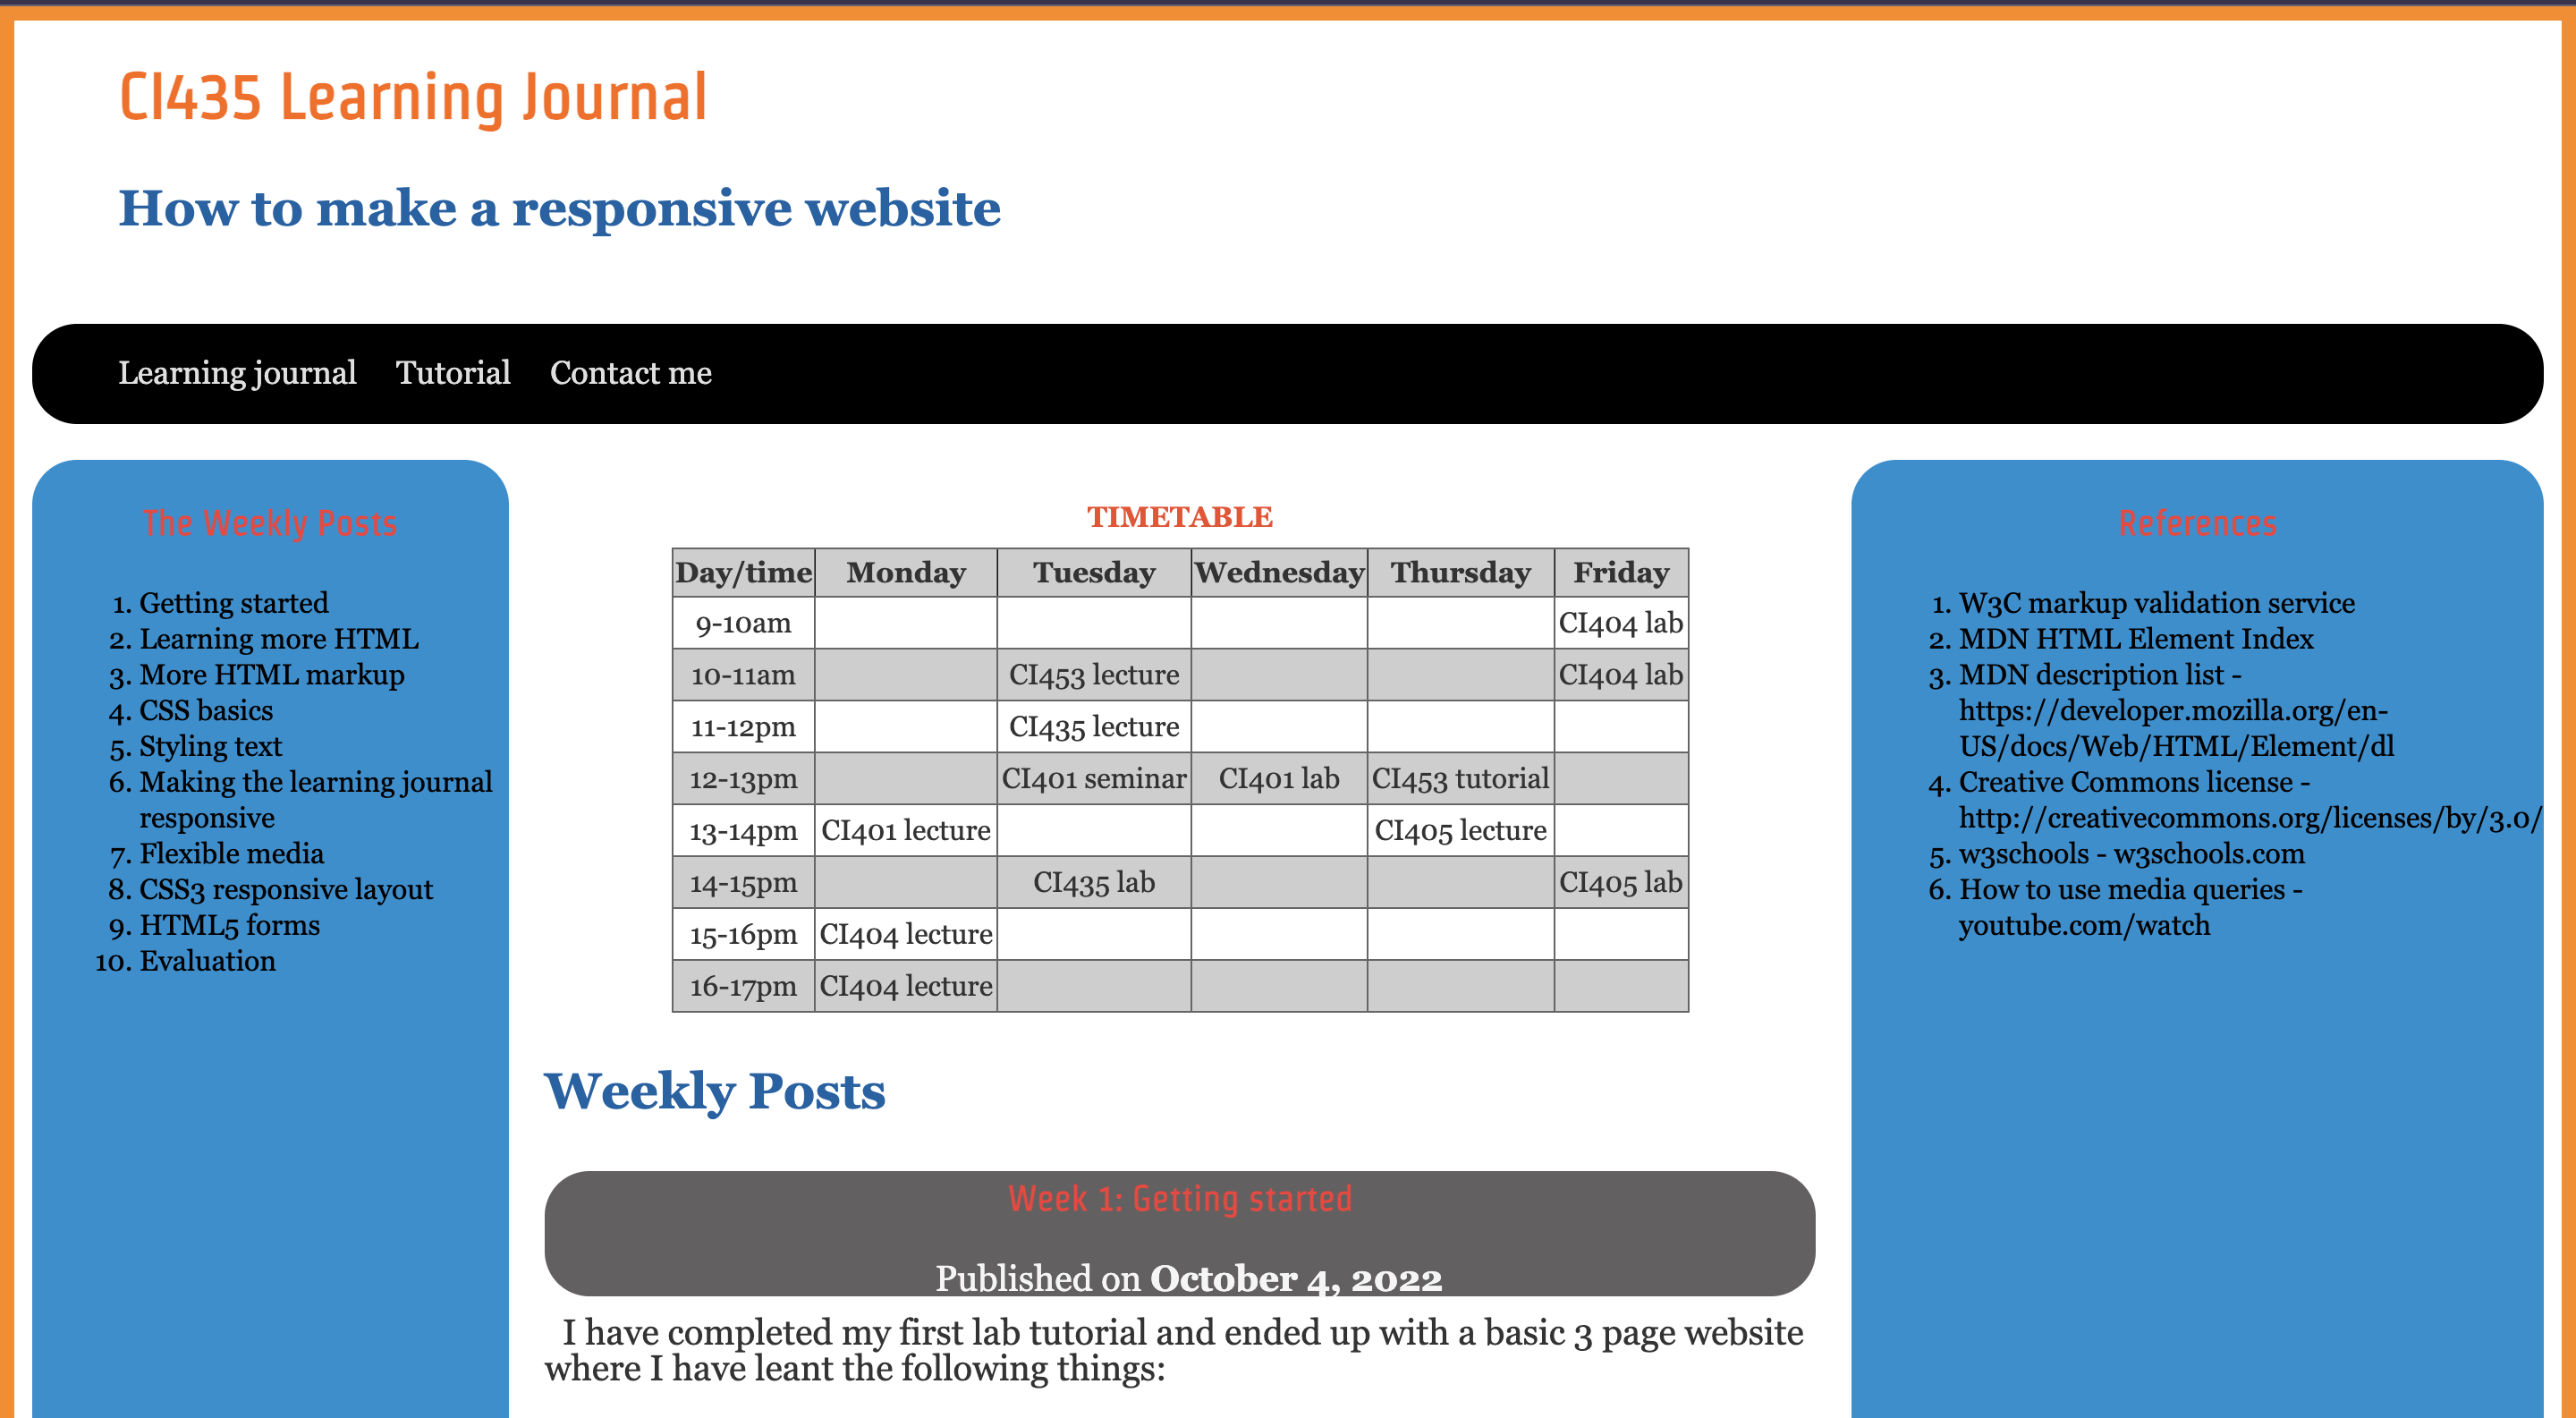 CI435 Learning Journal
How to make a responsive website
Learning journal Tutorial Contact me
The Weekly Posts
1. Getting started
2. Learning more HTML
3. More HTML markup
4. CSS basics
5. Styling text
6. Making the learning journal
responsive
7. Flexible media
8. CSS3 responsive layout
9. HTML5 forms
10. Evaluation
TIMETABLE
Day/time Monday Tuesday Wednesday Thursday Friday
9-10am CI404 lab
10-11am CI453 lecture CI404 lab
11-12pm CI435 lecture
12-13pm CI401 seminar CI401 lab CI453 tutorial
13-14pm CI401 lecture CI405 lecture
14-15pm CI435 lab CI405 lab
15-16pm CI404 lecture
16-17pm CI404 lecture
Weekly Posts
Week 1: Getting started
Published on October 4, 2022
I have completed my first lab tutorial and ended up with a basic 3 page website
where I have leant the following things:
References
1. W3C markup validation service
2. MDN HTML Element Index
3. MDN description list -
https://developer.mozilla.org/en-
US/docs/Web/HTML/Element/dl
4. Creative Commons license -
http://creativecommons.org/licenses/by/3.0/
5. w3schools - w3schools.com
6. How to use media queries -
youtube.com/watch